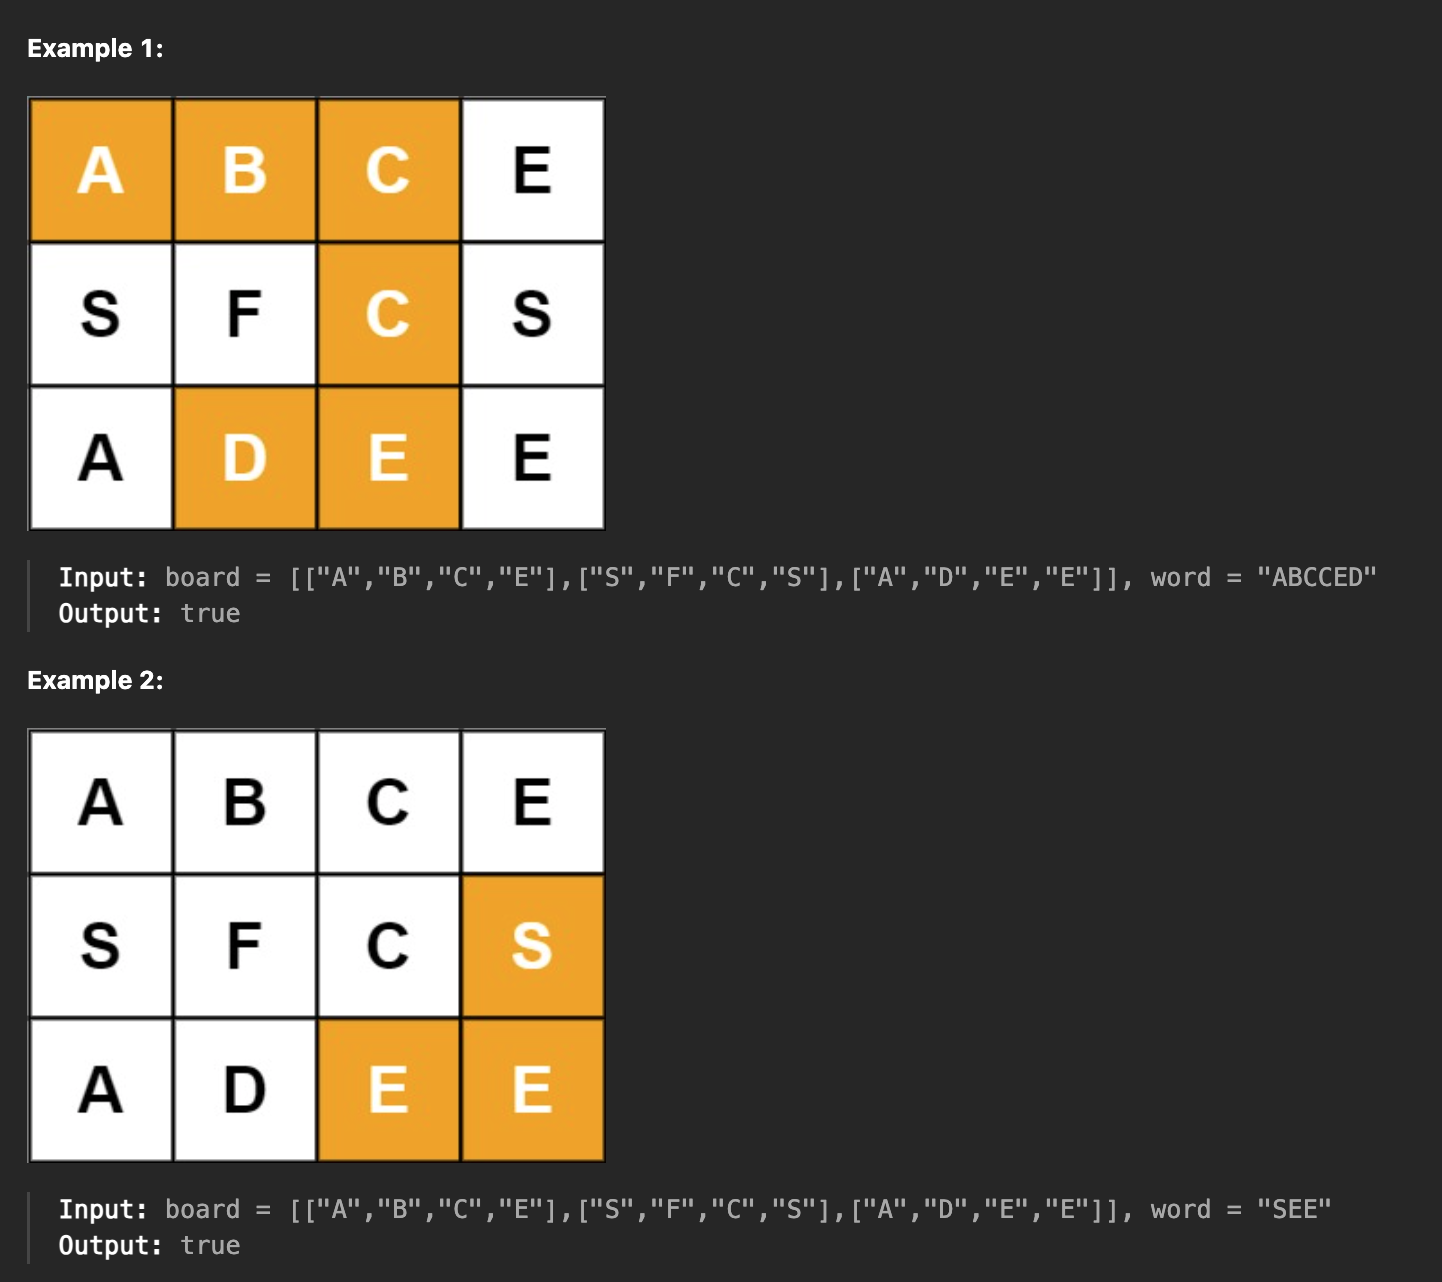 Example 1:
A B C E
S F C S
A D E E
Input: board = [["A","B","C","E"],["S","F","C","S"],["A","D","E","E"]], word = "ABCCED"
Output: true
Example 2:
A B C E
S F C S
A D E E
Input: board = [["A","B","C","E"],["S","F","C","S"],["A","D","E","E"]], word = "SEE"
Output: true